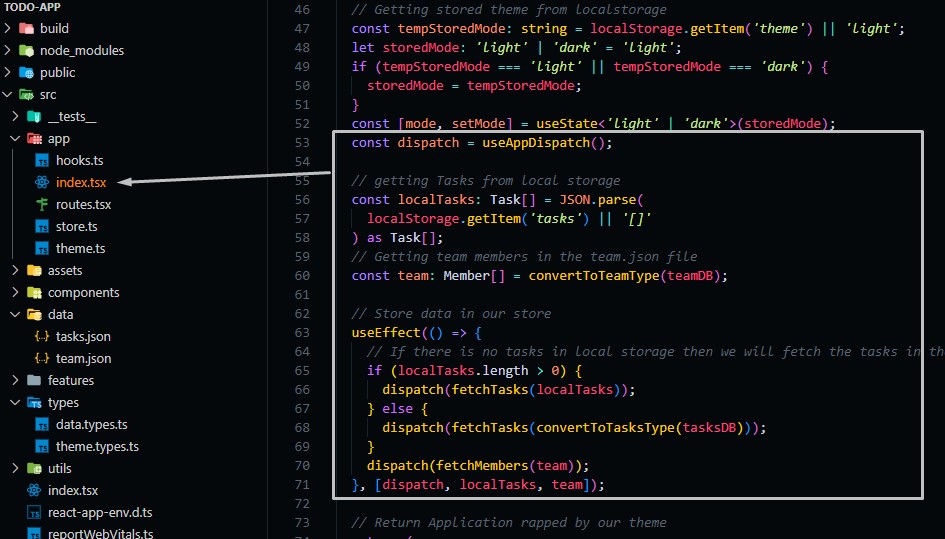 TODO-APP
build
node_modules
public
src
__tests__
app
hooks.ts
index.tsx
routes.tsx
store.ts
theme.ts
assets
components
data
tasks.json
team.json
features
types
data.types.ts
theme.types.ts
utils
index.tsx
react-app-env.d.ts
reportWebVitals.ts
46 // Getting stored theme from localstorage
47 const tempStoredMode: string = localStorage.getItem('theme') || 'light';
48 let storedMode: 'light' | 'dark' = 'light';
49 if (tempStoredMode === 'light' || tempStoredMode === 'dark') {
50 storedMode = tempStoredMode;
51 }
52 const [mode, setMode] = useState<'light' | 'dark'>(storedMode);
53 const dispatch = useAppDispatch();
54
55 // getting Tasks from local storage
56 const localTasks: Task[] = JSON.parse(
57 localStorage.getItem('tasks') || '[]'
58 ) as Task[];
59 // Getting team members in the team.json file
60 const team: Member[] = convertToTeamType(teamDB);
61
62 // Store data in our store
63 useEffect(() => {
64 // If there is no tasks in local storage then we will fetch the tasks in th
65 if (localTasks.length > 0) {
66 dispatch(fetchTasks(localTasks));
67 } else {
68 dispatch(fetchTasks(convertToTasksType(tasksDB)));
69 }
70 dispatch(fetchMembers(team));
71 }, [dispatch, localTasks, team]);
72
73 // Return Application rapped by our theme